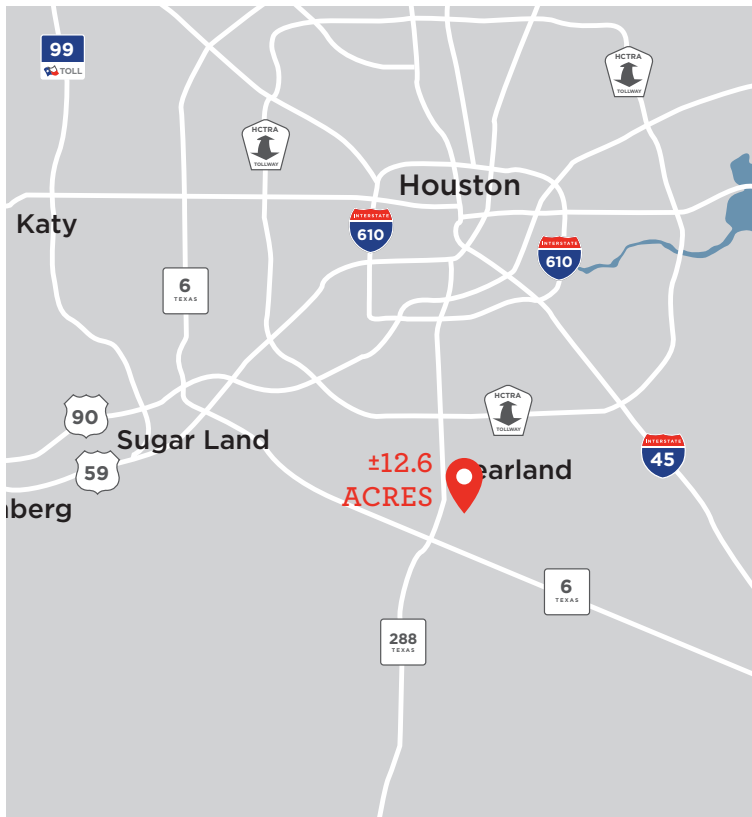 99
TOLL
HCTRA
TOLLWAY
HCTRA
TOLLWAY
Houston
Katy
INTERSTATE
610
INTERSTATE
610
6
TEXAS
90
Sugar Land
HCTRA
TOLLWAY
59
±12.6
ACRES
earland
INTERSTATE
45
berg
6
TEXAS
288
TEXAS